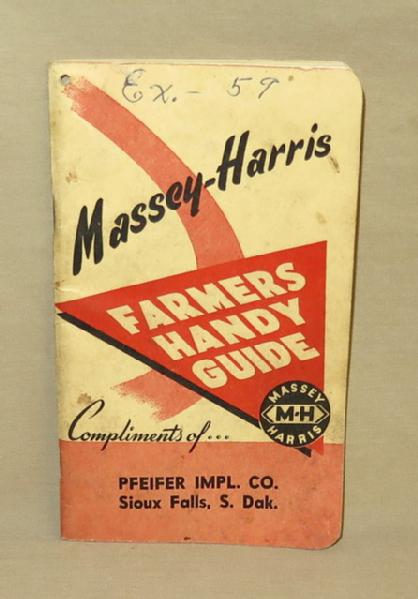 Ex.- 59
Massey-Harris
FARMERS
HANDY
GUIDE
MASSEY
M-H
HARRIS
Compliments of...
PFEIFER IMPL. CO.
Sioux Falls, S. Dak.